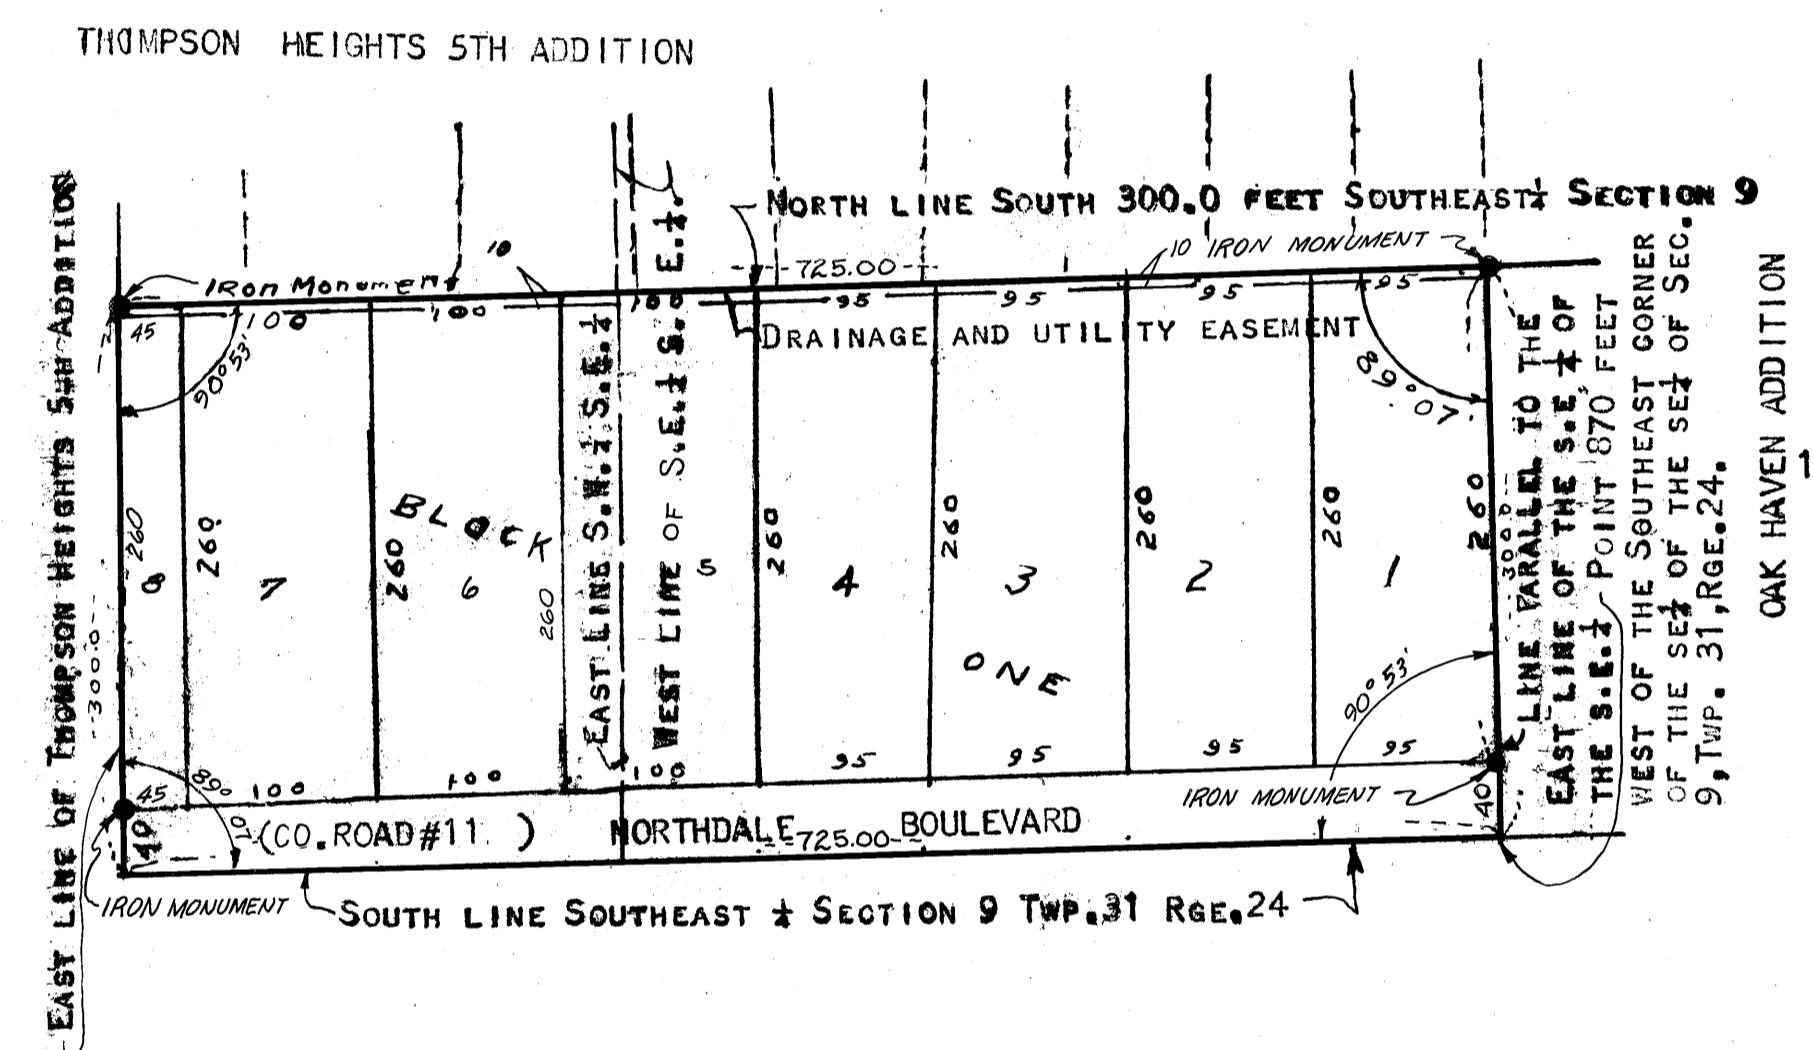 THOMPSON HEIGHTS 5TH ADDITION
NORTH LINE SOUTH 300.0 FEET SOUTHEAST ¼ SECTION 9
10
10 IRON MONUMENT
725.00
IRON MONUMENT
45
100
100
100
95
95
95
95
DRAINAGE AND UTILITY EASEMENT
90°53'
89°07
EAST LINE OF THOMPSON HEIGHTS 5TH ADDITION
300.0
260
260
260
260
260
260
260
260
260
300.0
BLOCK
8
7
6
5
4
3
2
1
ONE
EAST LINE S.W.¼ S.E.¼
WEST LINE OF S.E.¼ S.E.¼.
90°53'
89°07
45
100
100
100
95
95
95
95
IRON MONUMENT
40
40
(CO. ROAD #11 )
NORTHDALE BOULEVARD
725.00
IRON MONUMENT
SOUTH LINE SOUTHEAST ¼ SECTION 9 TWP.31 RGE.24
LINE PARALLEL TO THE
EAST LINE OF THE S.E ¼ OF
THE S.E.¼
POINT 870 FEET
WEST OF THE SOUTHEAST CORNER
OF THE SE¼ OF THE SE¼ OF SEC.
9, TWP. 31, RGE.24.
OAK HAVEN ADDITION
1